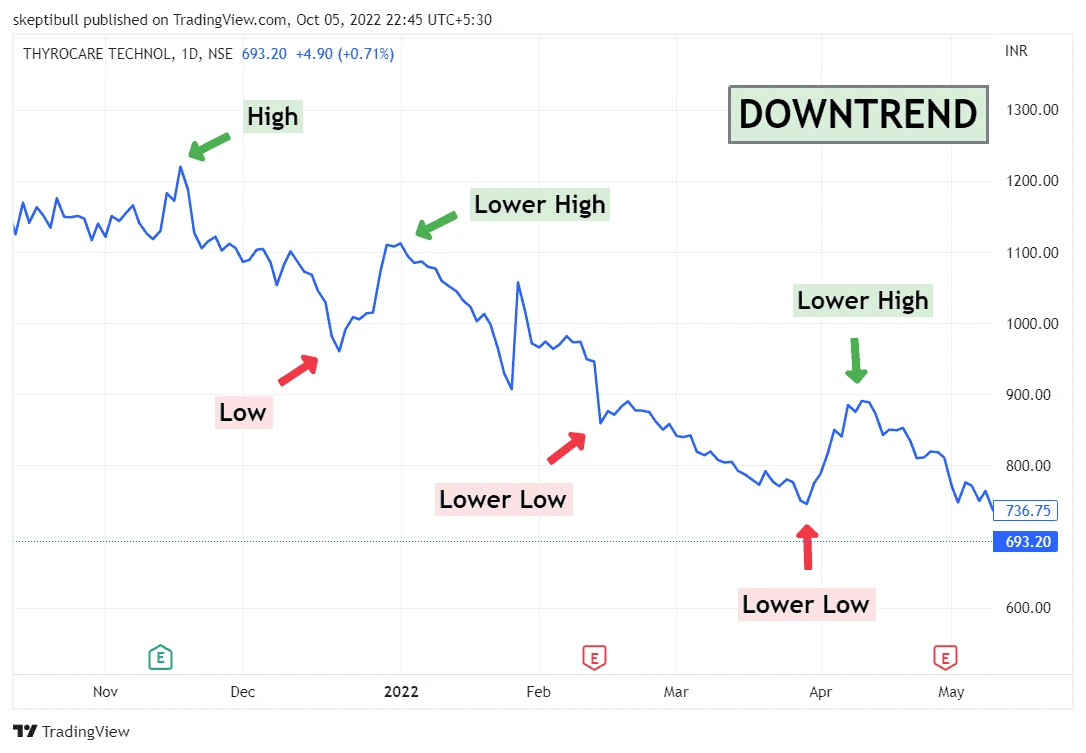 skeptibull published on TradingView.com, Oct 05, 2022 22:45 UTC+5:30
THYROCARE TECHNOL, 1D, NSE 693.20 +4.90 (+0.71%)
INR
DOWNTREND
High
Lower High
Lower High
Low
Lower Low
Lower Low
1300.00
1200.00
1100.00
1000.00
900.00
800.00
736.75
693.20
600.00
E
E
E
Nov Dec 2022 Feb Mar Apr May
TradingView